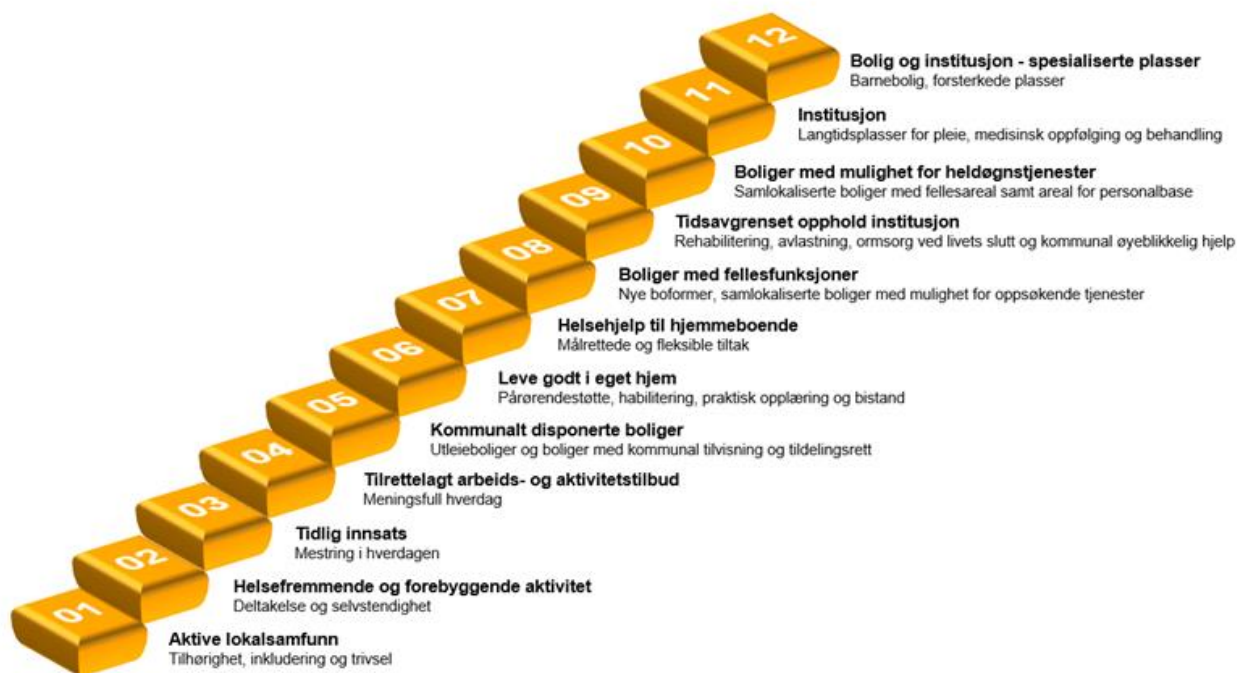 12
Bolig og institusjon - spesialiserte plasser
Barnebolig, forsterkede plasser
11
Institusjon
Langtidsplasser for pleie, medisinsk oppfølging og behandling
10
Boliger med mulighet for heldøgnstjenester
Samlokaliserte boliger med fellesareal samt areal for personalbase
09
Tidsavgrenset opphold institusjon
Rehabilitering, avlastning, ormsorg ved livets slutt og kommunal øyeblikkelig hjelp
08
Boliger med fellesfunksjoner
Nye boformer, samlokaliserte boliger med mulighet for oppsøkende tjenester
07
Helsehjelp til hjemmeboende
Målrettede og fleksible tiltak
06
Leve godt i eget hjem
Pårørendestøtte, habilitering, praktisk opplæring og bistand
05
Kommunalt disponerte boliger
Utleieboliger og boliger med kommunal tilvisning og tildelingsrett
04
Tilrettelagt arbeids- og aktivitetstilbud
Meningsfull hverdag
03
Tidlig innsats
Mestring i hverdagen
02
Helsefremmende og forebyggende aktivitet
Deltakelse og selvstendighet
01
Aktive lokalsamfunn
Tilhørighet, inkludering og trivsel